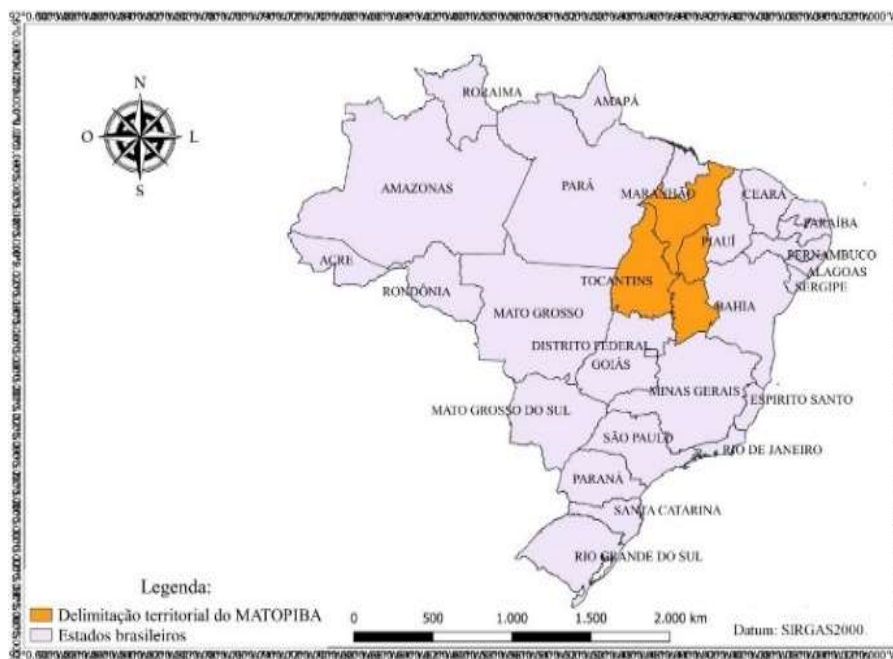 N
O L
S
RORAIMA
AMAPÁ
AMAZONAS
PARÁ
MARANHÃO
CEARÁ
PARAÍBA
PIAUÍ
PERNAMBUCO
ACRE
ALAGOAS
TOCANTINS
SERGIPE
RONDÔNIA
BAHIA
MATO GROSSO
DISTRITO FEDERAL
GOIÁS
MINAS GERAIS
ESPIRITO SANTO
MATO GROSSO DO SUL
SÃO PAULO
RIO DE JANEIRO
PARANÁ
SANTA CATARINA
RIO GRANDE DO SUL
Legenda:
Delimitação territorial do MATOPIBA
Estados brasileiros
0 500 1.000 1.500 2.000 km
Datum: SIRGAS2000